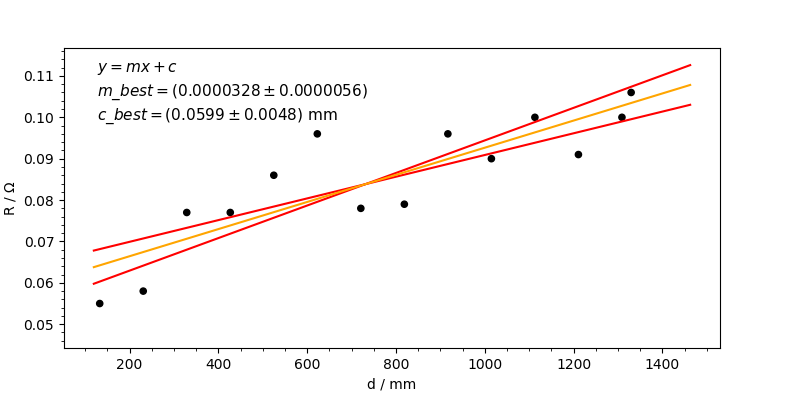 y = mx + c
m_best = (0.0000328 ± 0.0000056)
c_best = (0.0599 ± 0.0048) mm
0.11
0.10
0.09
0.08
0.07
0.06
0.05
R / Ω
200 400 600 800 1000 1200 1400
d / mm